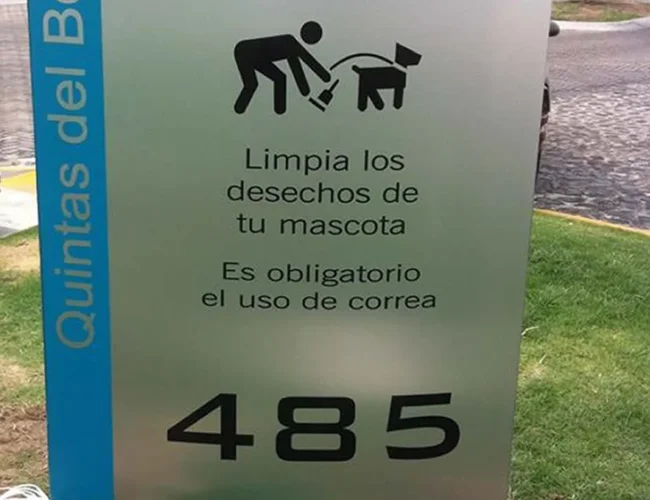 Quintas del
Limpia los
desechos de
tu mascota
Es obligatorio
el uso de correa
485